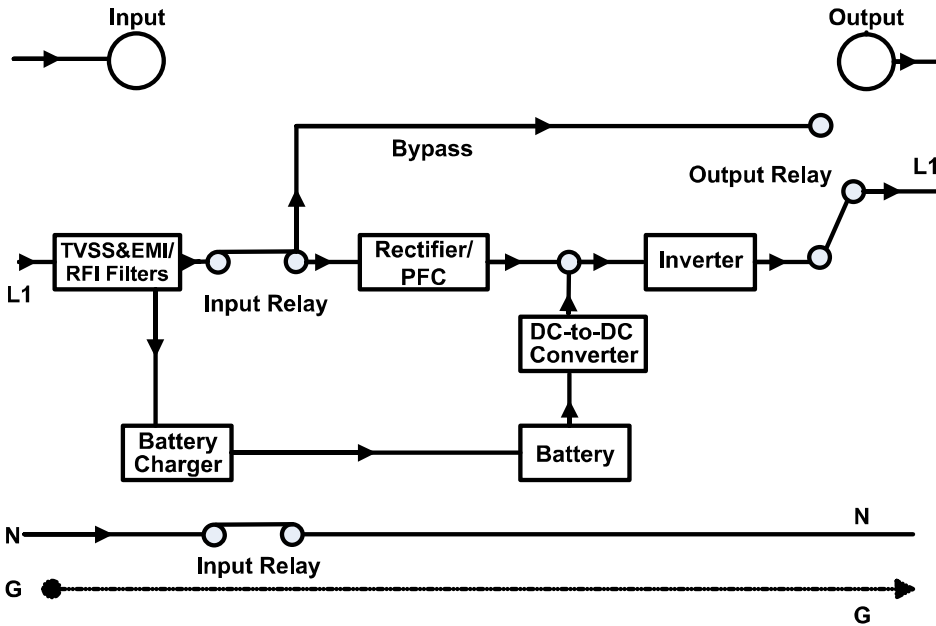 Input
Output
Bypass
Output Relay
L1
TVSS&EMI/
RFI Filters
Rectifier/
PFC
Inverter
L1
Input Relay
DC-to-DC
Converter
Battery
Charger
Battery
N
N
Input Relay
G
G